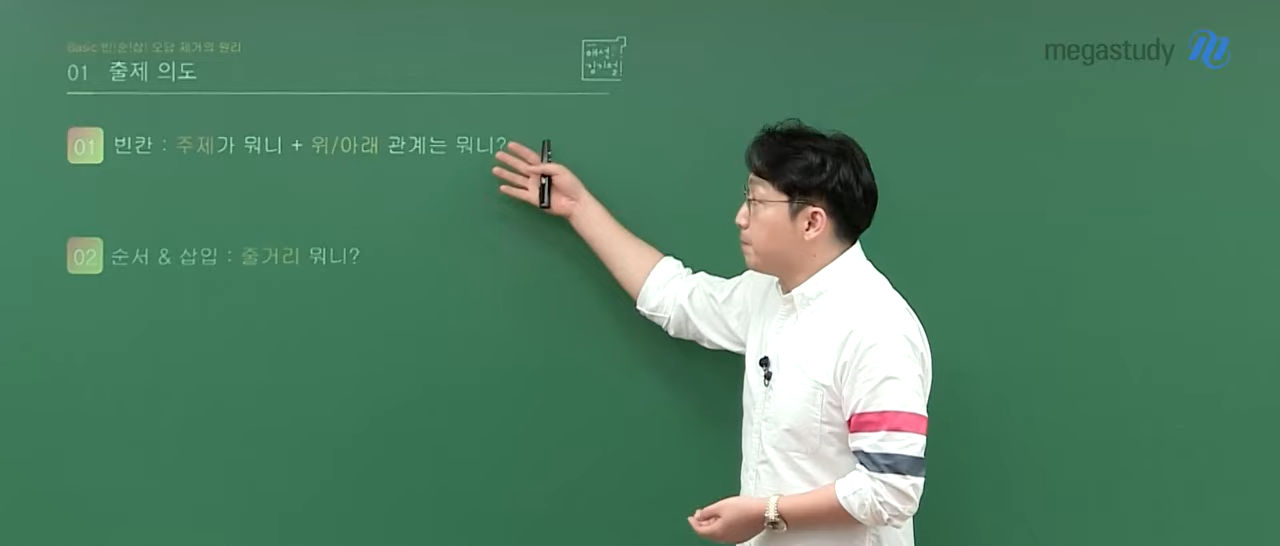 Basic 빈!순!삽! 오답 제거의 원리
01 출제 의도
해석!
김기철!
megastudy
01 빈칸 : 주제가 뭐니 + 위/아래 관계는 뭐니?
02 순서 & 삽입 : 줄거리 뭐니?